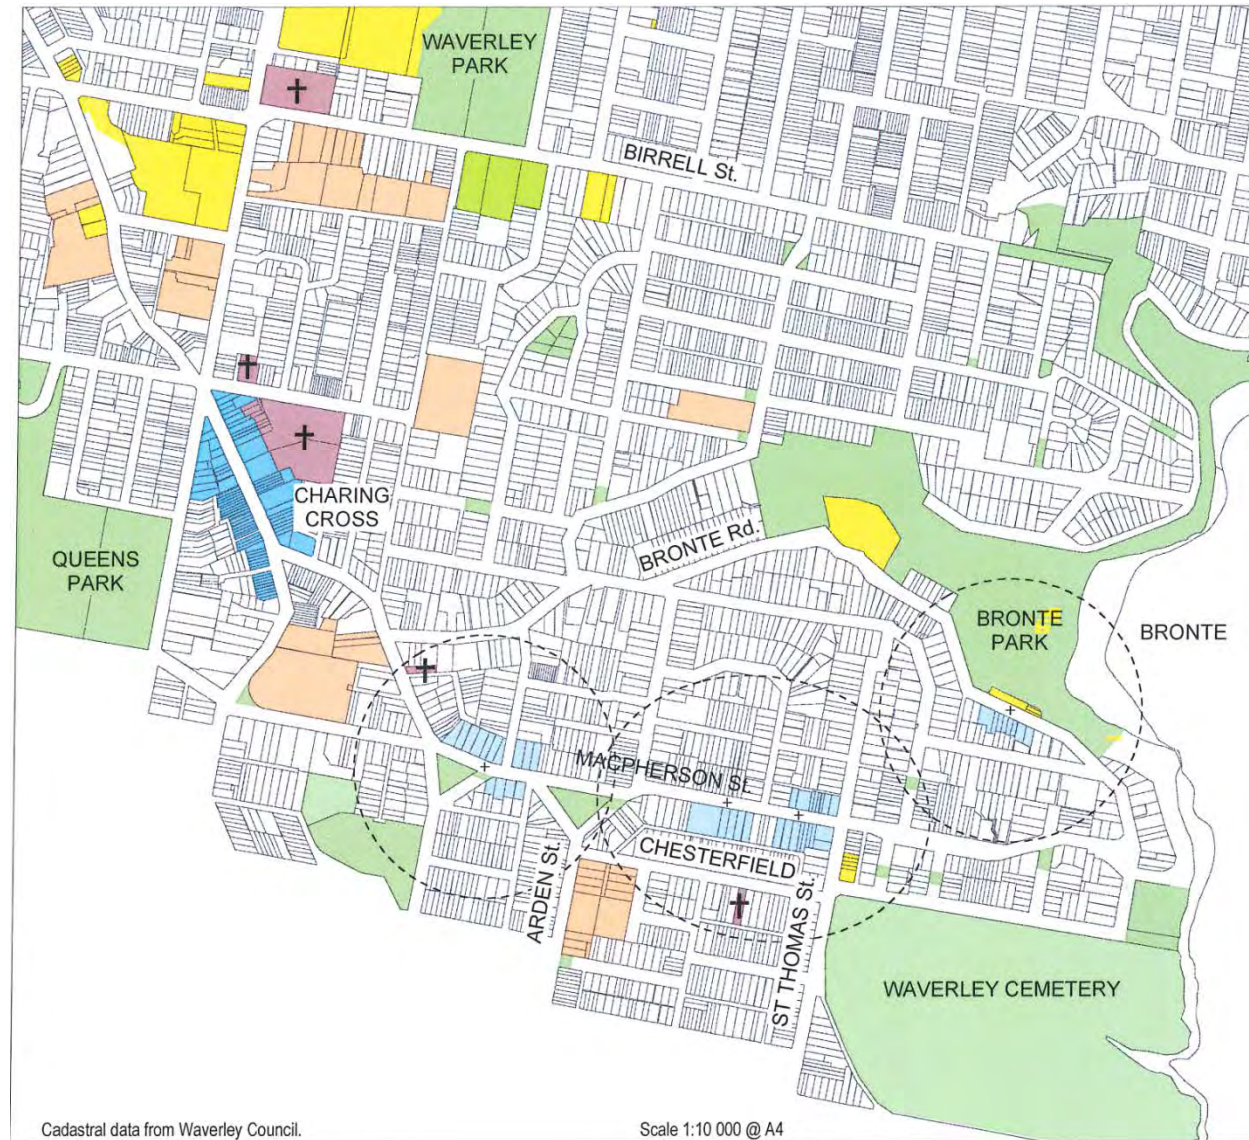 WAVERLEY
PARK
BIRRELL St.
CHARING
CROSS
QUEENS
PARK
BRONTE Rd.
BRONTE
PARK
BRONTE
MACPHERSON St.
CHESTERFIELD
ARDEN St.
ST THOMAS St.
WAVERLEY CEMETERY
Cadastral data from Waverley Council.
Scale 1:10 000 @ A4